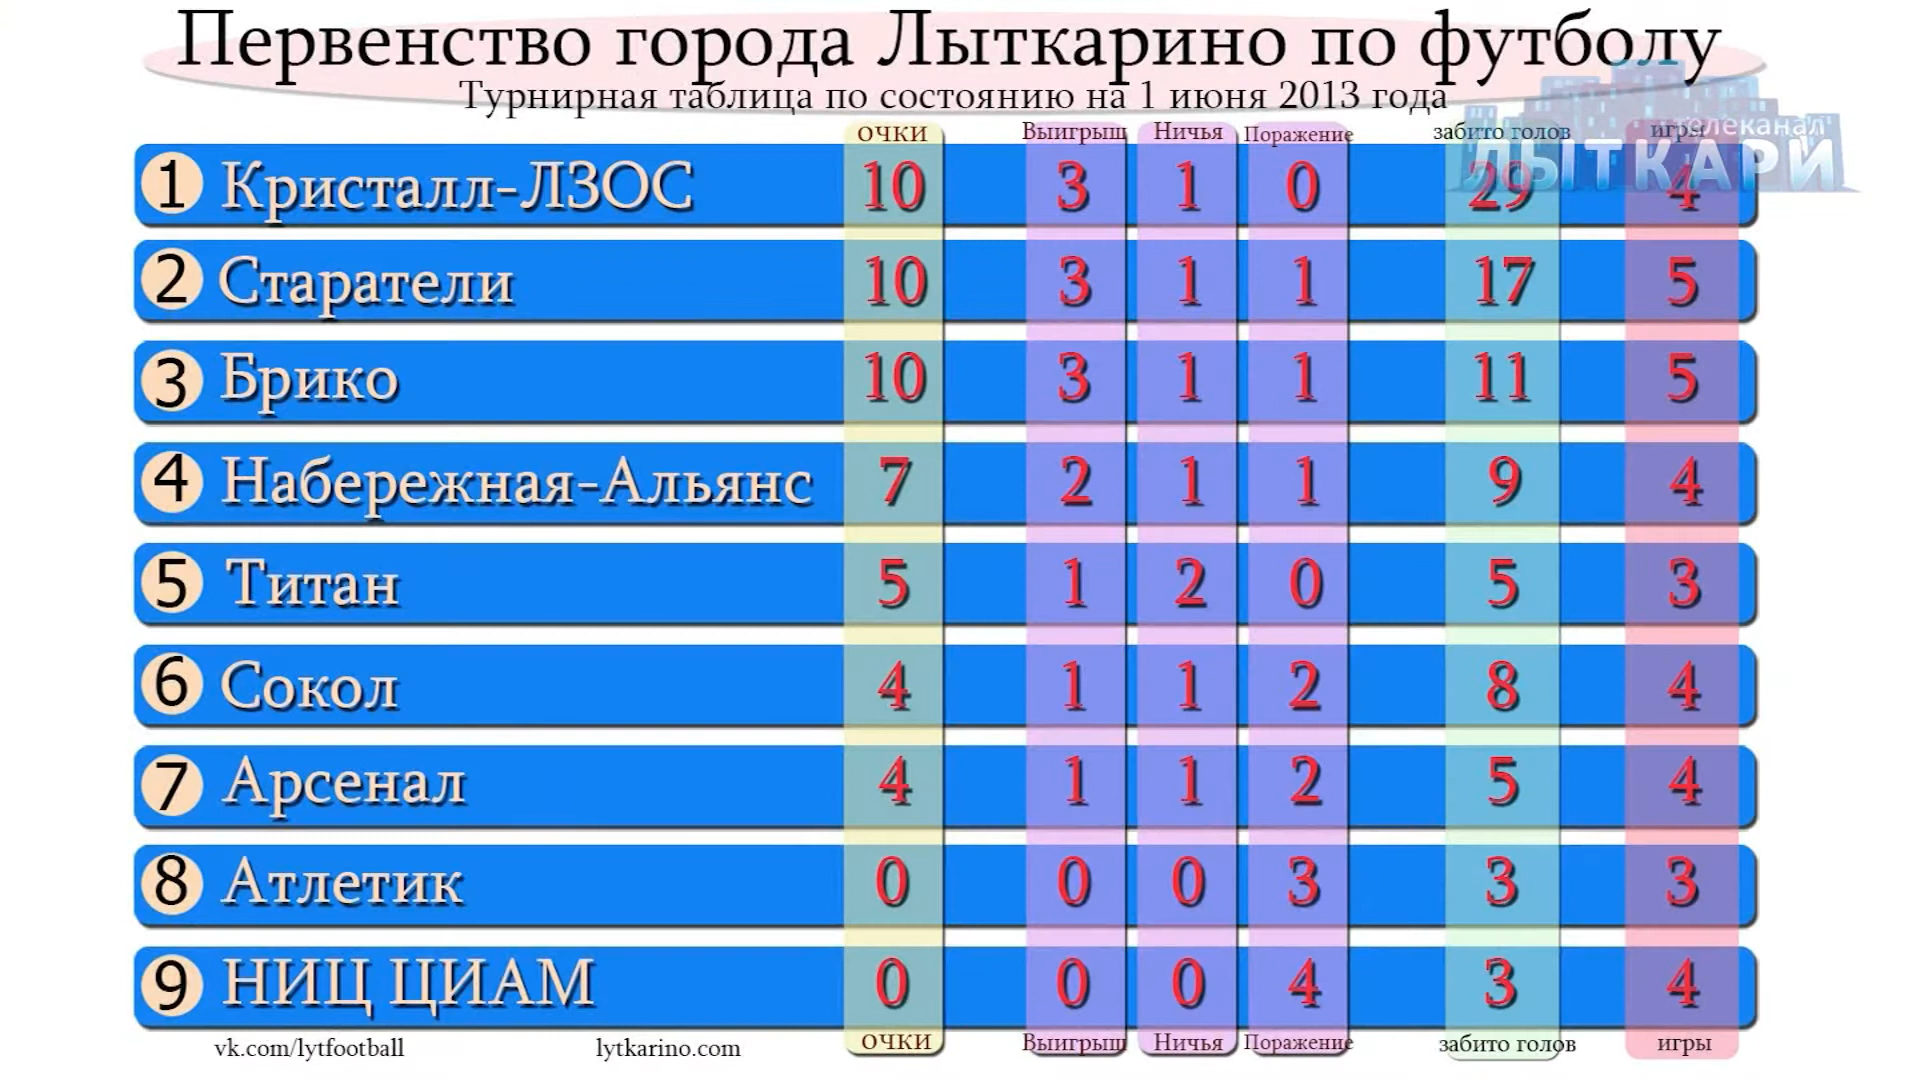 Первенство города Лыткарино по футболу
Турнирная таблица по состоянию на 1 июня 2013 года
очки Выигрыш Ничья Поражение забито голов игры
телеканал
ЛЫТКАРИ
1 Кристалл-ЛЗОС 10 3 1 0 29 4
2 Старатели 10 3 1 1 17 5
3 Брико 10 3 1 1 11 5
4 Набережная-Альянс 7 2 1 1 9 4
5 Титан 5 1 2 0 5 3
6 Сокол 4 1 1 2 8 4
7 Арсенал 4 1 1 2 5 4
8 Атлетик 0 0 0 3 3 3
9 НИЦ ЦИАМ 0 0 0 4 3 4
vk.com/lytfootball lytkarino.com очки Выигрыш Ничья Поражение забито голов игры